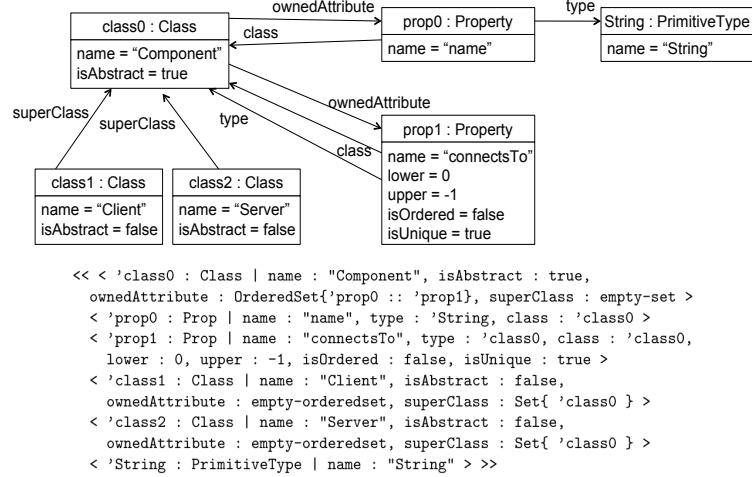 ownedAttribute
type
class0 : Class
prop0 : Property
String : PrimitiveType
class
name = “Component”
isAbstract = true
name = “name”
name = “String”
ownedAttribute
superClass
superClass
type
prop1 : Property
class
name = “connectsTo”
lower = 0
upper = -1
isOrdered = false
isUnique = true
class1 : Class
class2 : Class
name = “Client”
isAbstract = false
name = “Server”
isAbstract = false
<< < 'class0 : Class | name : "Component", isAbstract : true,
ownedAttribute : OrderedSet{'prop0 :: 'prop1}, superClass : empty-set >
< 'prop0 : Prop | name : "name", type : 'String, class : 'class0 >
< 'prop1 : Prop | name : "connectsTo", type : 'class0, class : 'class0,
lower : 0, upper : -1, isOrdered : false, isUnique : true >
< 'class1 : Class | name : "Client", isAbstract : false,
ownedAttribute : empty-orderedset, superClass : Set{ 'class0 } >
< 'class2 : Class | name : "Server", isAbstract : false,
ownedAttribute : empty-orderedset, superClass : Set{ 'class0 } >
< 'String : PrimitiveType | name : "String" > >>